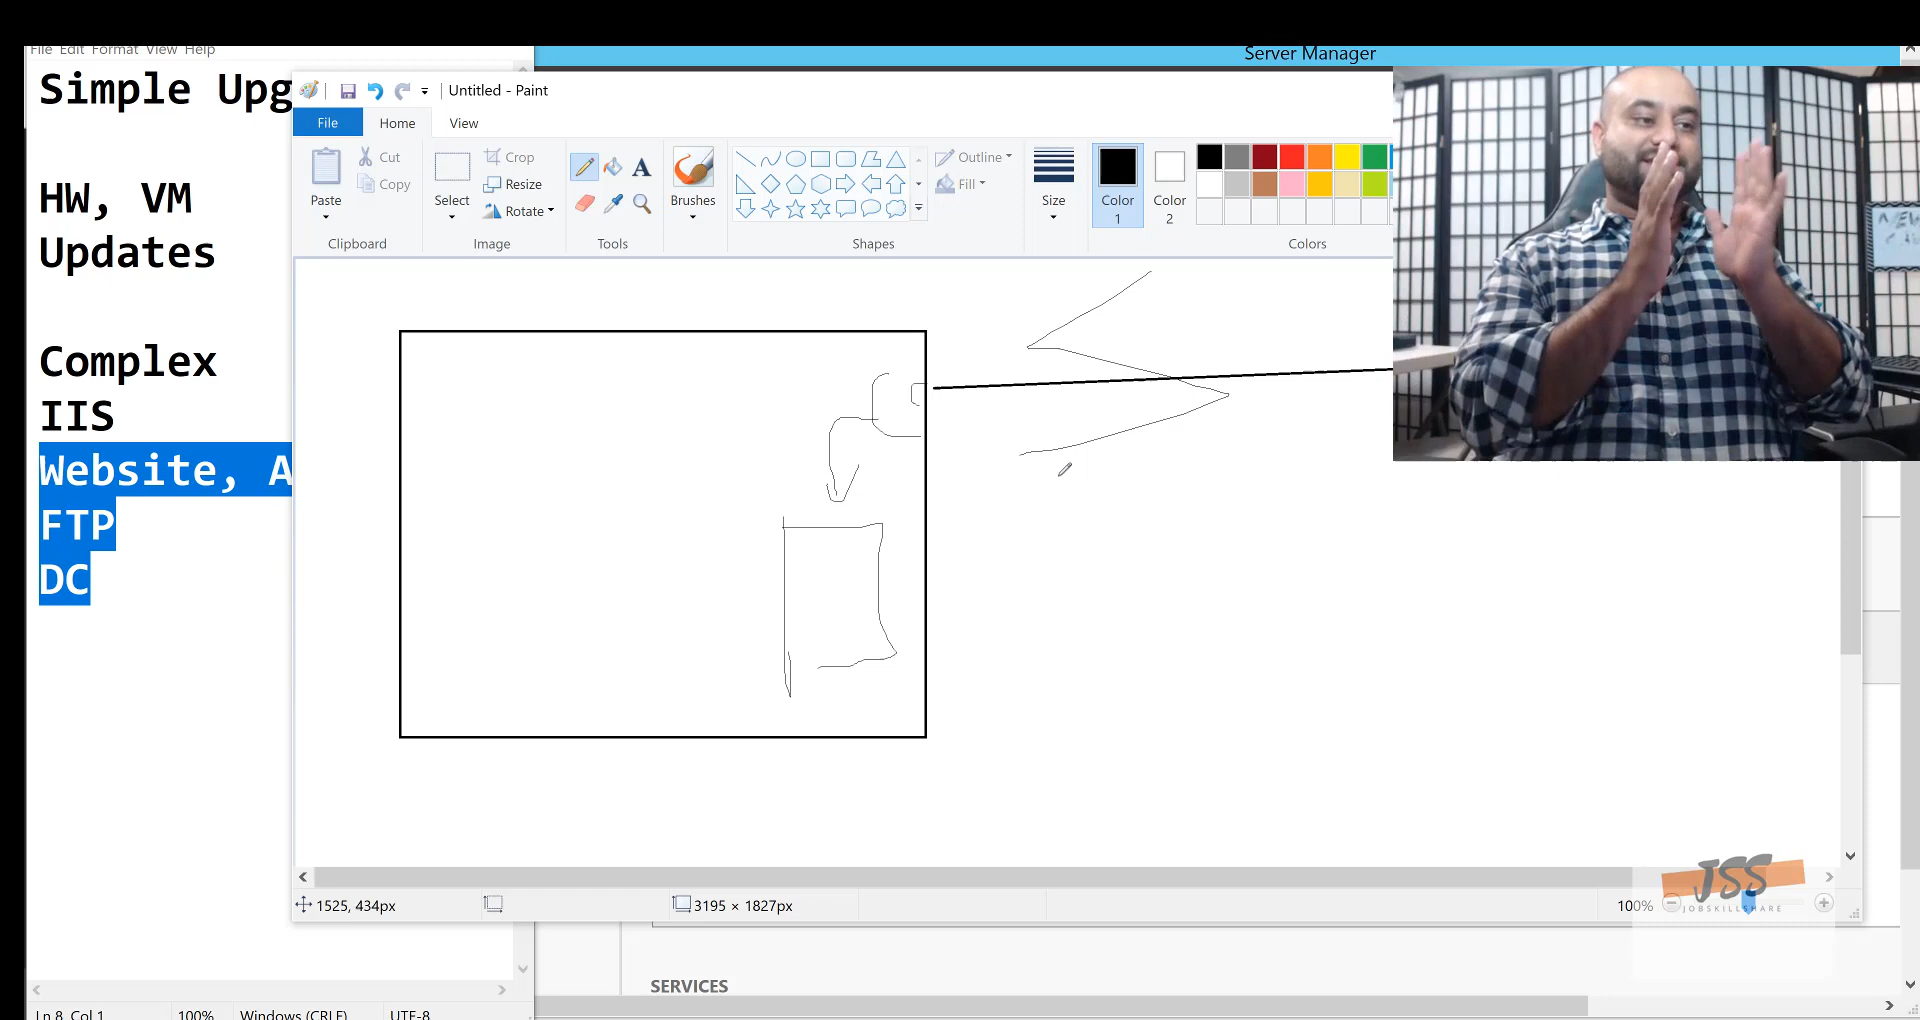 File Edit Format View Help
Simple Upg
HW, VM
Updates
Complex
IIS
Website, A
FTP
DC
Ln 8, Col 1 100% Windows (CRLF) UTF-8
Server Manager
Untitled - Paint
File Home View
Paste
Cut
Copy
Clipboard
Select
Crop
Resize
Rotate
Image
A
Tools
Brushes
Shapes
Outline
Fill
Size
Color 1
Color 2
Colors
1525, 434px
3195 × 1827px
100%
JSS
JOBSKILLSHARE
SERVICES